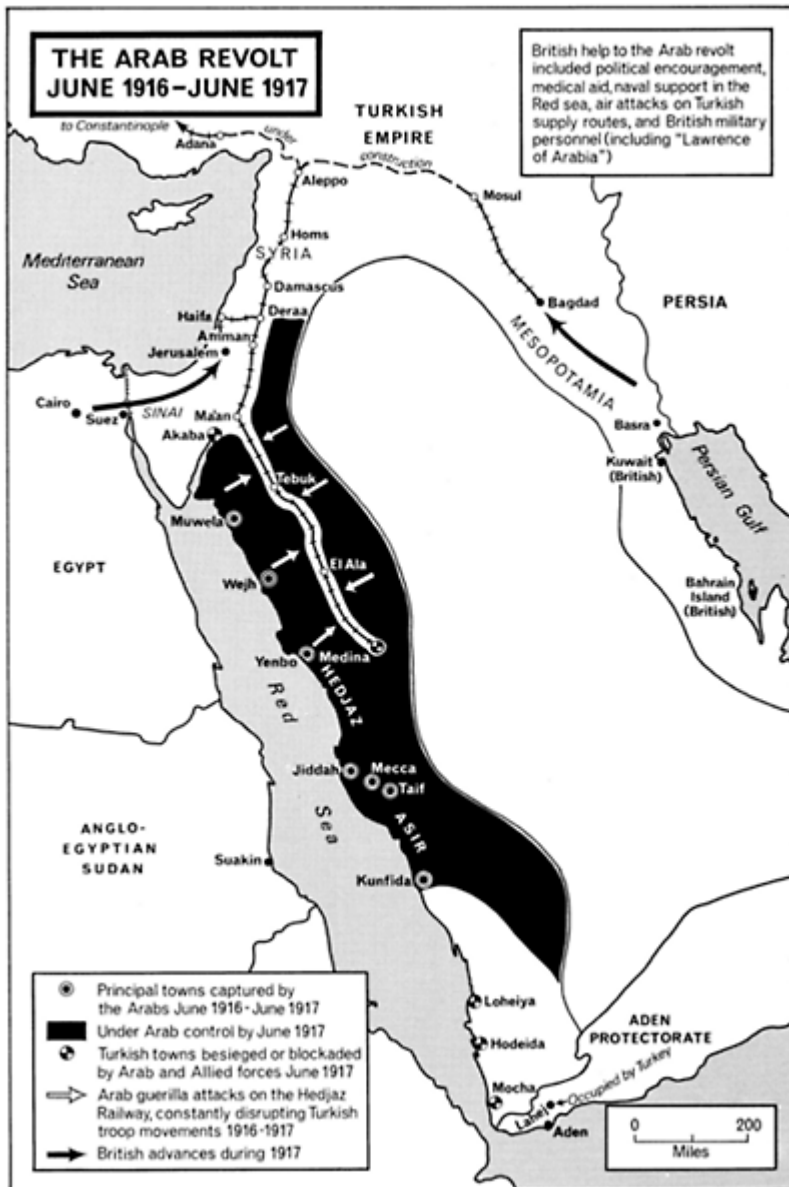 THE ARAB REVOLT
JUNE 1916–JUNE 1917
British help to the Arab revolt
included political encouragement,
medical aid, naval support in the
Red sea, air attacks on Turkish
supply routes, and British military
personnel (including "Lawrence
of Arabia")
to Constantinople
Adana
under
construction
TURKISH
EMPIRE
Aleppo
Mosul
Homs
SYRIA
Mediterranean
Sea
Damascus
Bagdad
PERSIA
Haifa
Deraa
Amman
Jerusalem
MESOPOTAMIA
Cairo
Suez
SINAI
Ma'an
Akaba
Basra
Kuwait
(British)
Persian Gulf
Tebuk
Muwela
EGYPT
Wejh
El Ala
Bahrain
Island
(British)
Yenbo
Medina
HEDJAZ
Red
Sea
Jiddah
Mecca
Taif
ASIR
ANGLO-
EGYPTIAN
SUDAN
Suakin
Kunfida
Loheiya
Hodeida
Mocha
ADEN
PROTECTORATE
Lahej
Occupied by Turkey
Aden
Principal towns captured by
the Arabs June 1916-June 1917
Under Arab control by June 1917
Turkish towns besieged or blockaded
by Arab and Allied forces June 1917
Arab guerilla attacks on the Hedjaz
Railway, constantly disrupting Turkish
troop movements 1916-1917
British advances during 1917
0 200
Miles